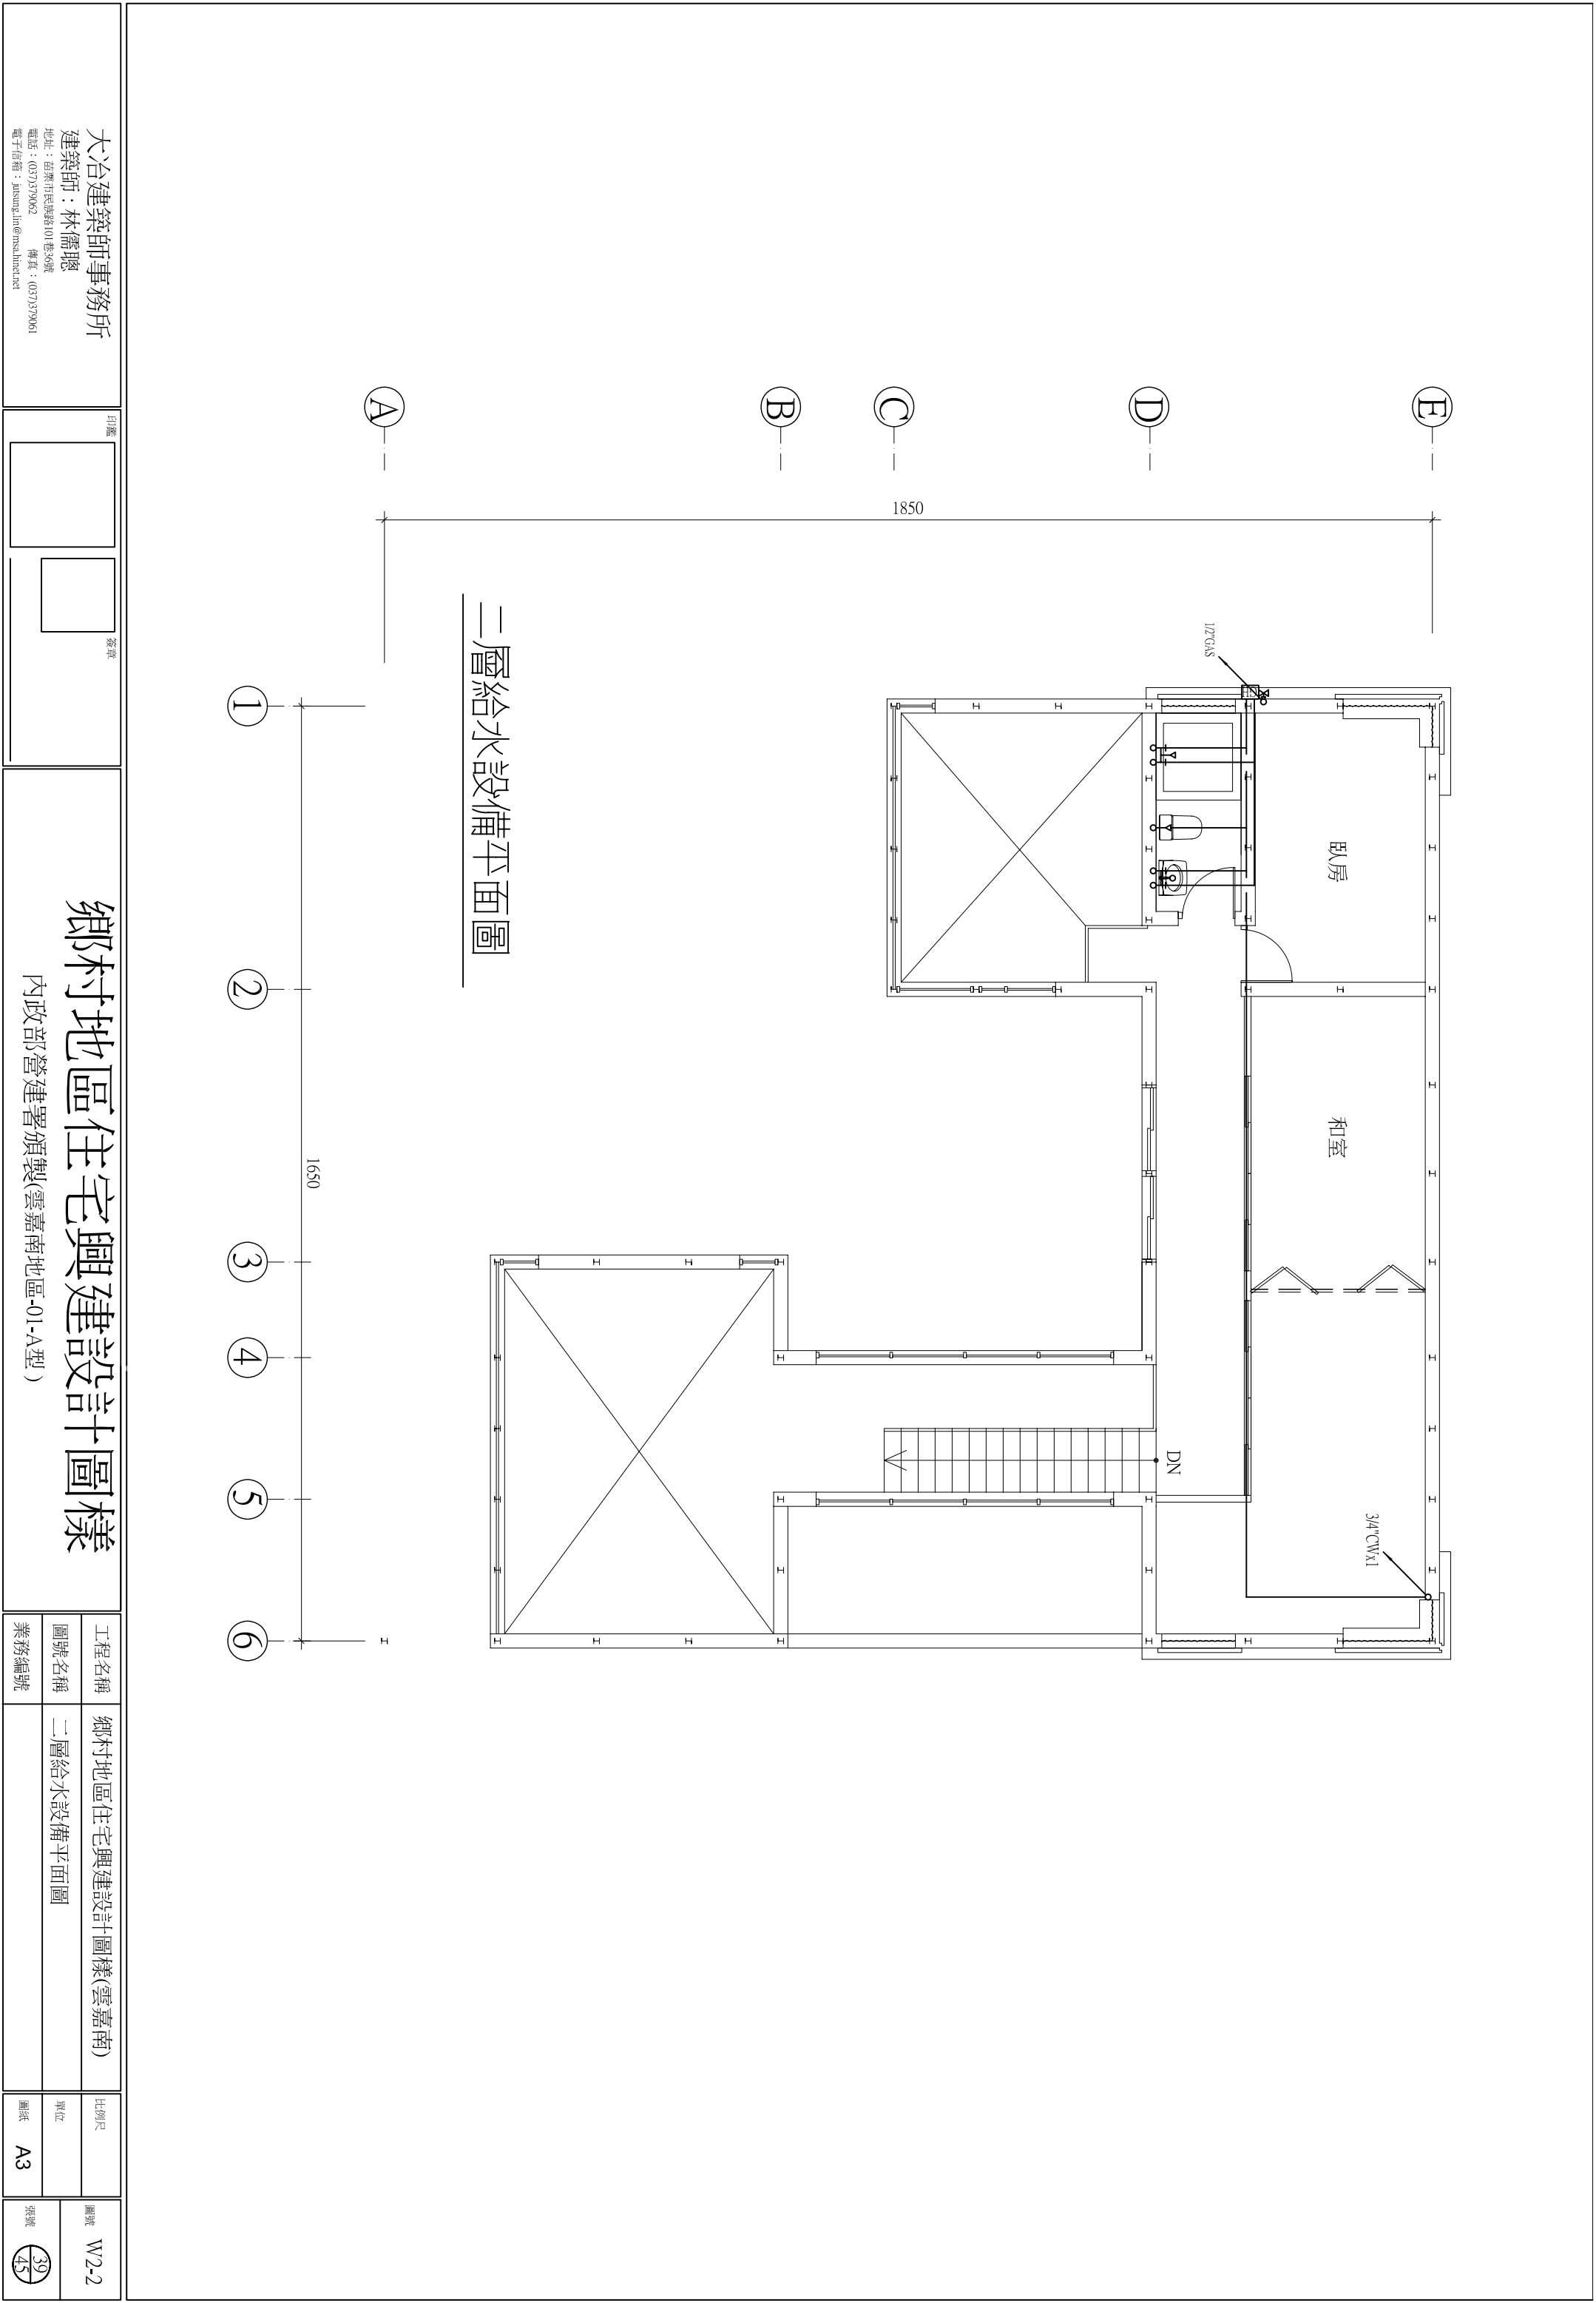 E
D
C
B
A
1850
1/2"GAS
HS
臥房
和室
DN
3/4"CWx1
二層給水設備平面圖
1650
1
2
3
4
5
6
大冶建築師事務所
建築師：林儒聰
地址：苗栗市民族路101巷36號
電話：(037)379062 傳真：(037)379061
電子信箱：jutsung.lin@msa.hinet.net
印鑑
簽章
鄉村地區住宅興建設計圖樣
內政部營建署頒製(雲嘉南地區-01-A型)
工程名稱 鄉村地區住宅興建設計圖樣(雲嘉南)
圖號名稱 二層給水設備平面圖
業務編號
比例尺
單位
圖紙 A3
圖號 W2-2
張號 39
45